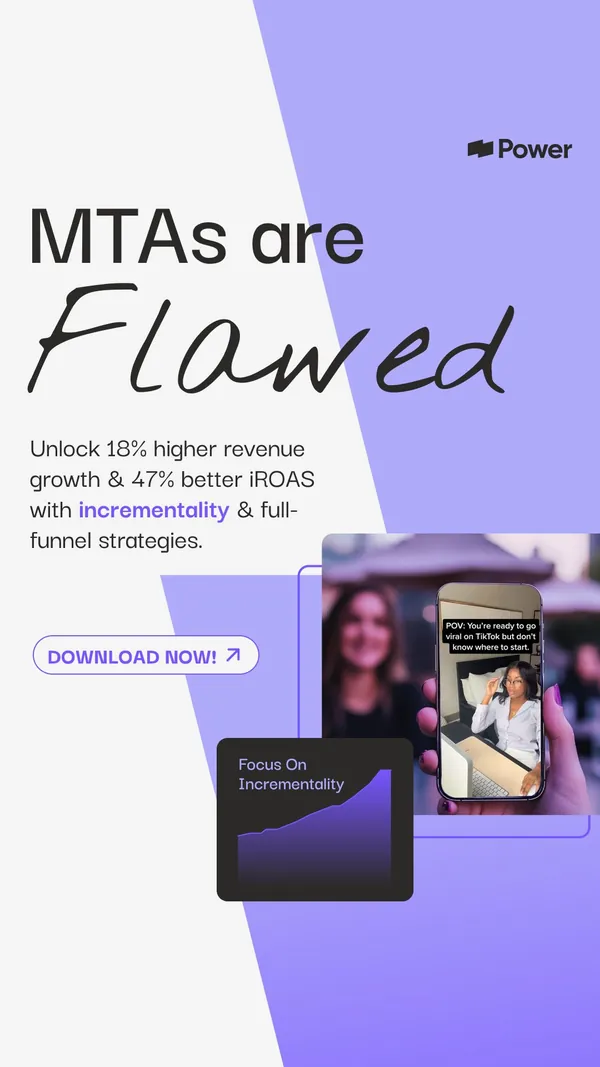 Power
MTAs are
Flawed
Unlock 18% higher revenue
growth & 47% better iROAS
with incrementality & full-
funnel strategies.
POV: You're ready to go
viral on TikTok but don't
know where to start.
DOWNLOAD NOW!
Focus On
Incrementality